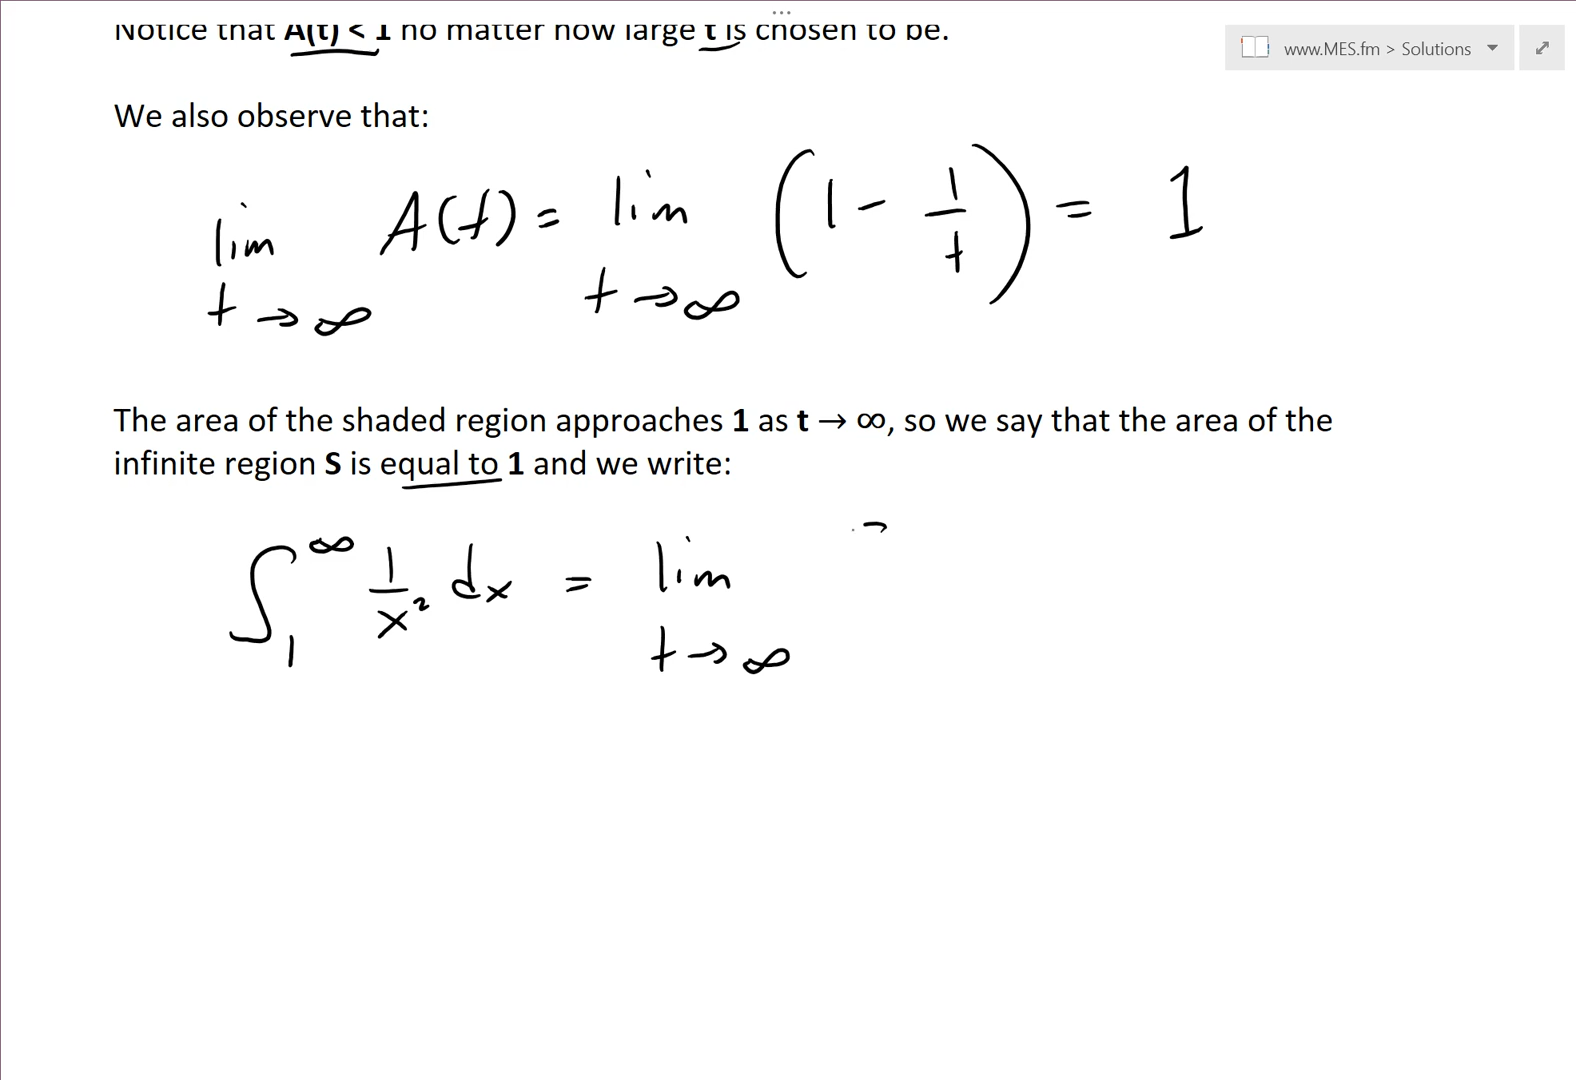 Notice that A(t) < 1 no matter how large t is chosen to be.
www.MES.fm > Solutions
We also observe that:
lim t→∞ A(t) = lim t→∞ (1 - 1/t) = 1
The area of the shaded region approaches 1 as t → ∞, so we say that the area of the
infinite region S is equal to 1 and we write:
∫₁^∞ 1/x² dx = lim t→∞